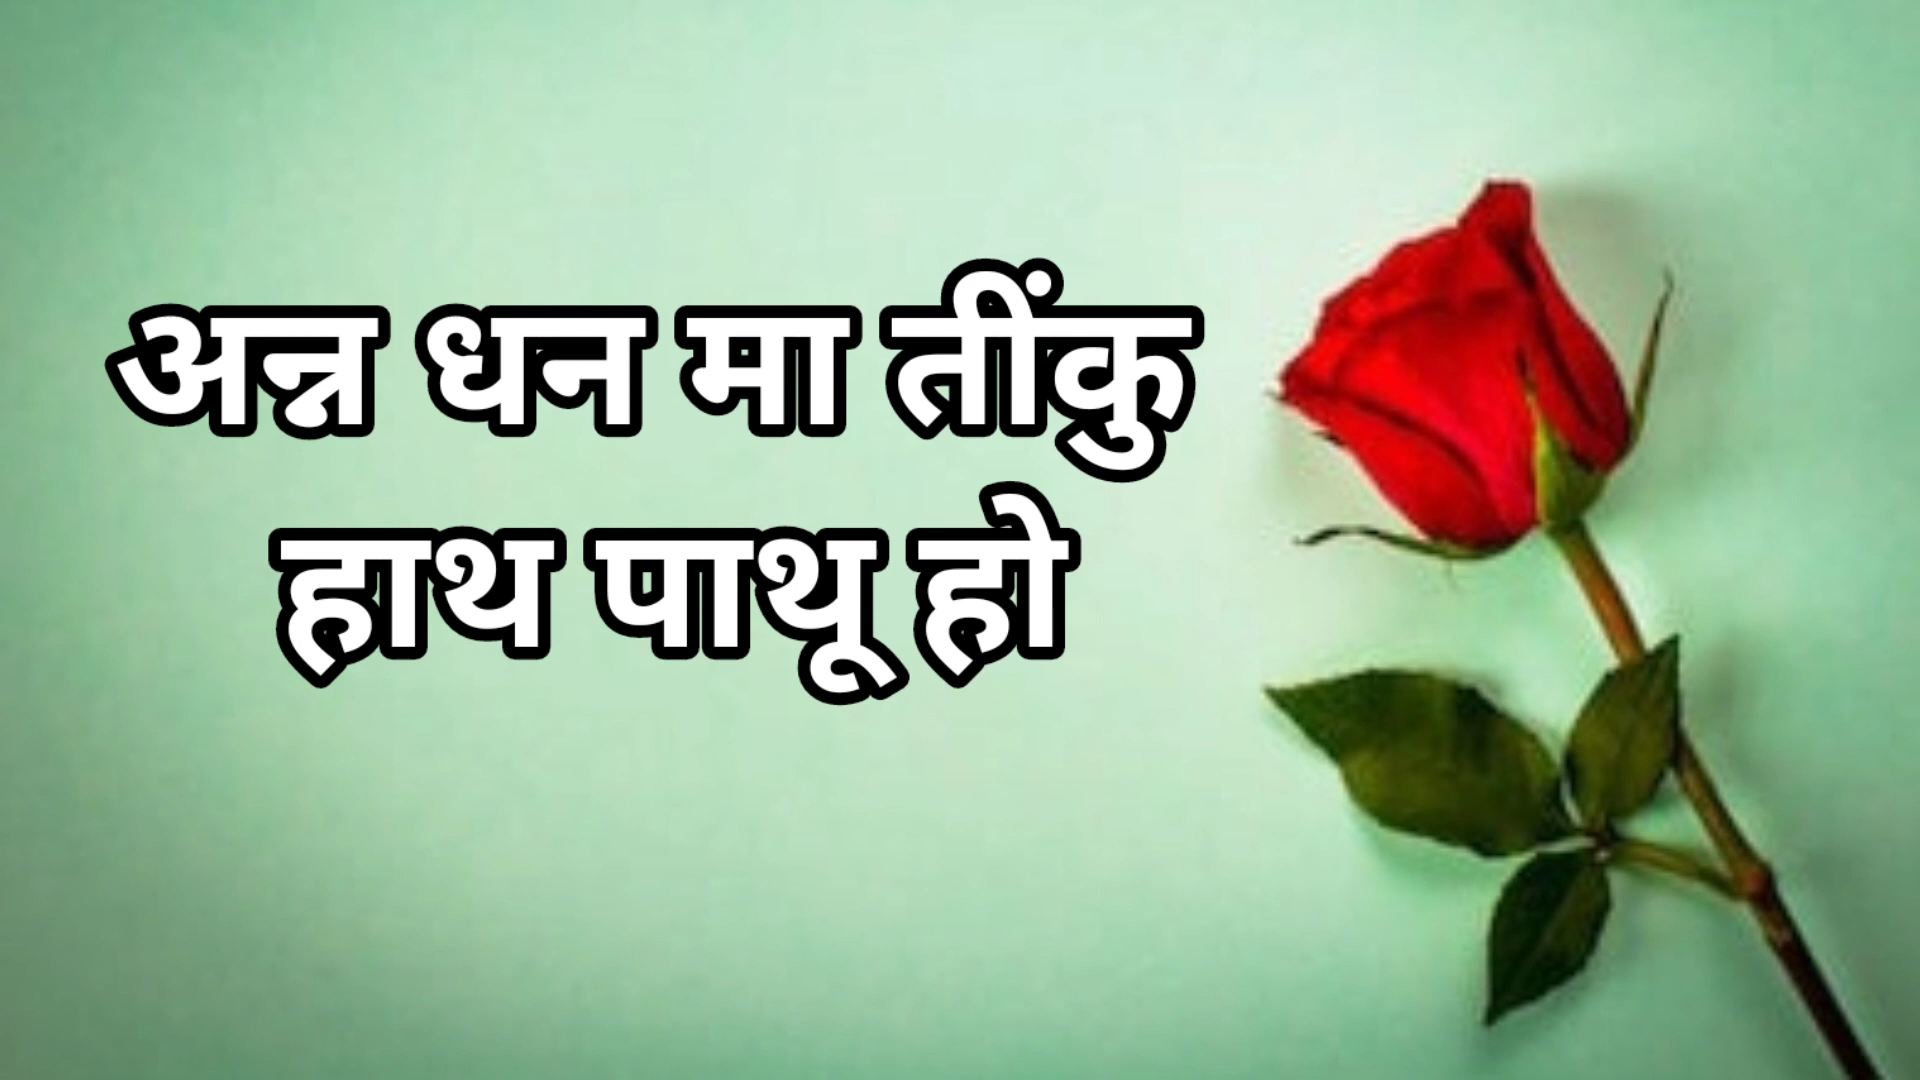 अन्न धन मा तींकु
हाथ पाथू हो